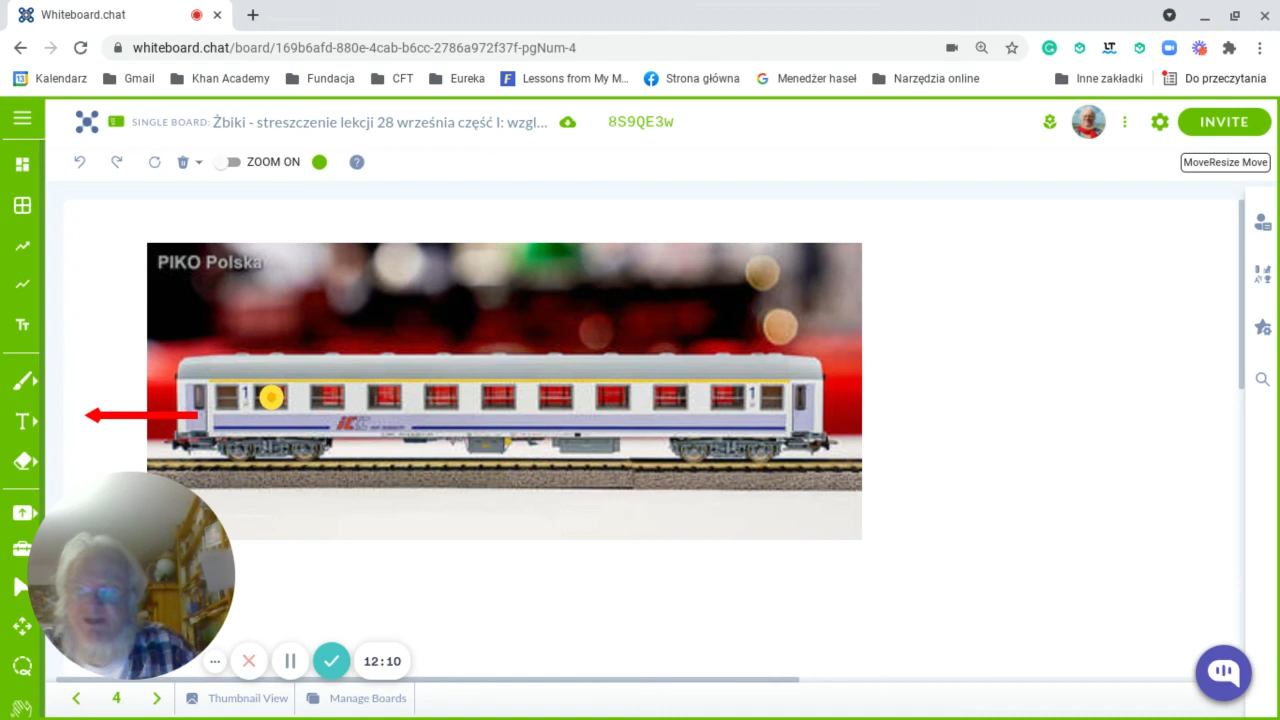 Whiteboard.chat
whiteboard.chat/board/169b6afd-880e-4cab-b6cc-2786a972f37f-pgNum-4
Kalendarz
Gmail
Khan Academy
Fundacja
CFT
Eureka
Lessons from My M...
Strona główna
Menedżer haseł
Narzędzia online
Inne zakładki
Do przeczytania
SINGLE BOARD: Żbiki - streszczenie lekcji 28 września część I: wzgl...
8S9QE3W
INVITE
ZOOM ON
MoveResize Move
PIKO Polska
1
1
12:10
4
Thumbnail View
Manage Boards